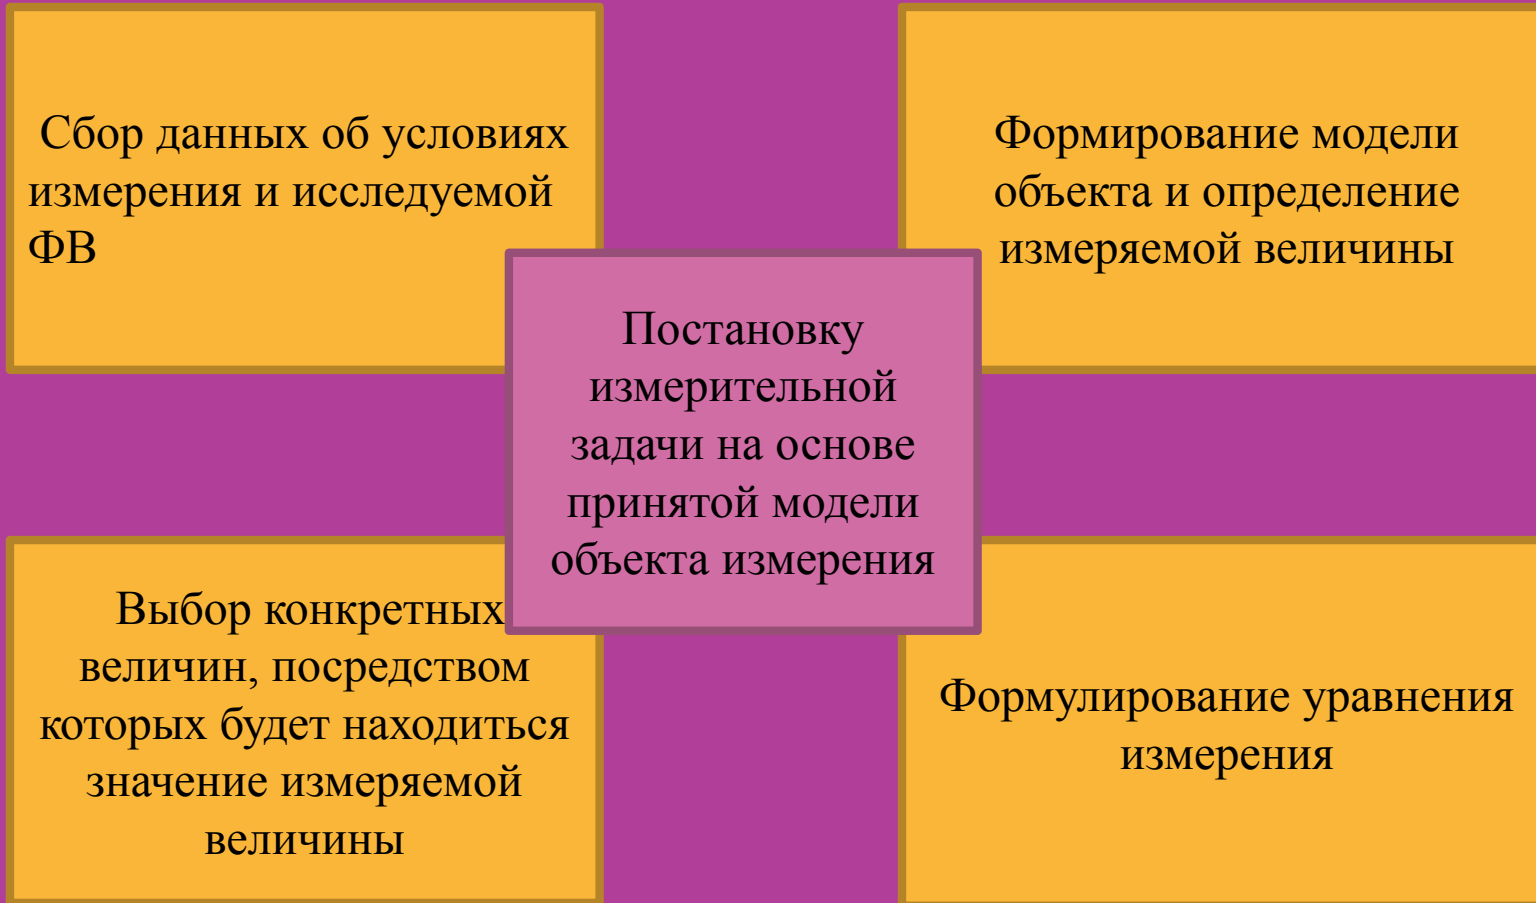 Сбор данных об условиях
измерения и исследуемой
ФВ
Формирование модели
объекта и определение
измеряемой величины
Постановку
измерительной
задачи на основе
принятой модели
объекта измерения
Выбор конкретных
величин, посредством
которых будет находиться
значение измеряемой
величины
Формулирование уравнения
измерения